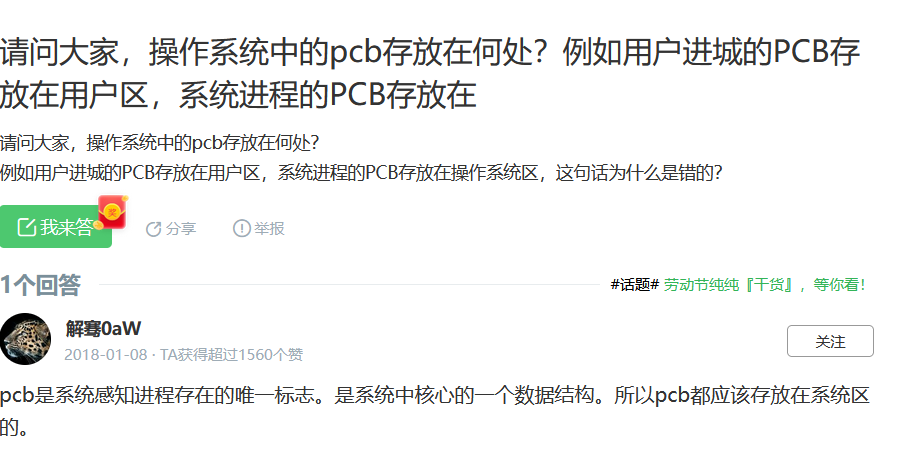 请问大家，操作系统中的pcb存放在何处？例如用户进城的PCB存
放在用户区，系统进程的PCB存放在
请问大家，操作系统中的pcb存放在何处？
例如用户进城的PCB存放在用户区，系统进程的PCB存放在操作系统区，这句话为什么是错的？
我来答
奖
分享
举报
1个回答
#话题# 劳动节纯纯『干货』，等你看！
解骞0aW
2018-01-08 · TA获得超过1560个赞
关注
pcb是系统感知进程存在的唯一标志。是系统中核心的一个数据结构。所以pcb都应该存放在系统区
的。